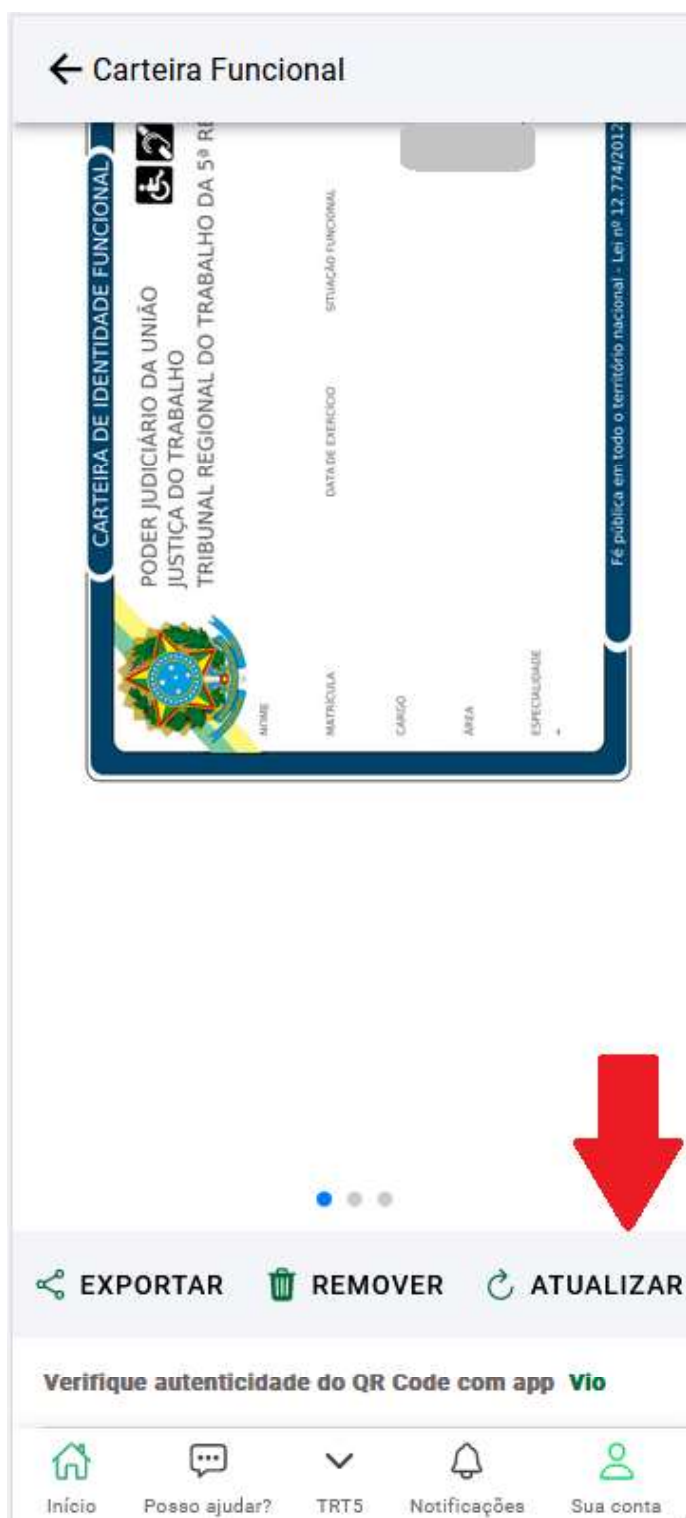 Carteira Funcional
CARTEIRA DE IDENTIDADE FUNCIONAL
PODER JUDICIÁRIO DA UNIÃO
JUSTIÇA DO TRABALHO
TRIBUNAL REGIONAL DO TRABALHO DA 5ª RE
NOME
MATRÍCULA
DATA DE EXERCICIO
SITUAÇÃO FUNCIONAL
CARGO
ÁREA
ESPECIALIDADE
-
Fé pública em todo o território nacional - Lei nº 12.774/2012
EXPORTAR REMOVER ATUALIZAR
Verifique autenticidade do QR Code com app Vio
Início Posso ajudar? TRT5 Notificações Sua conta